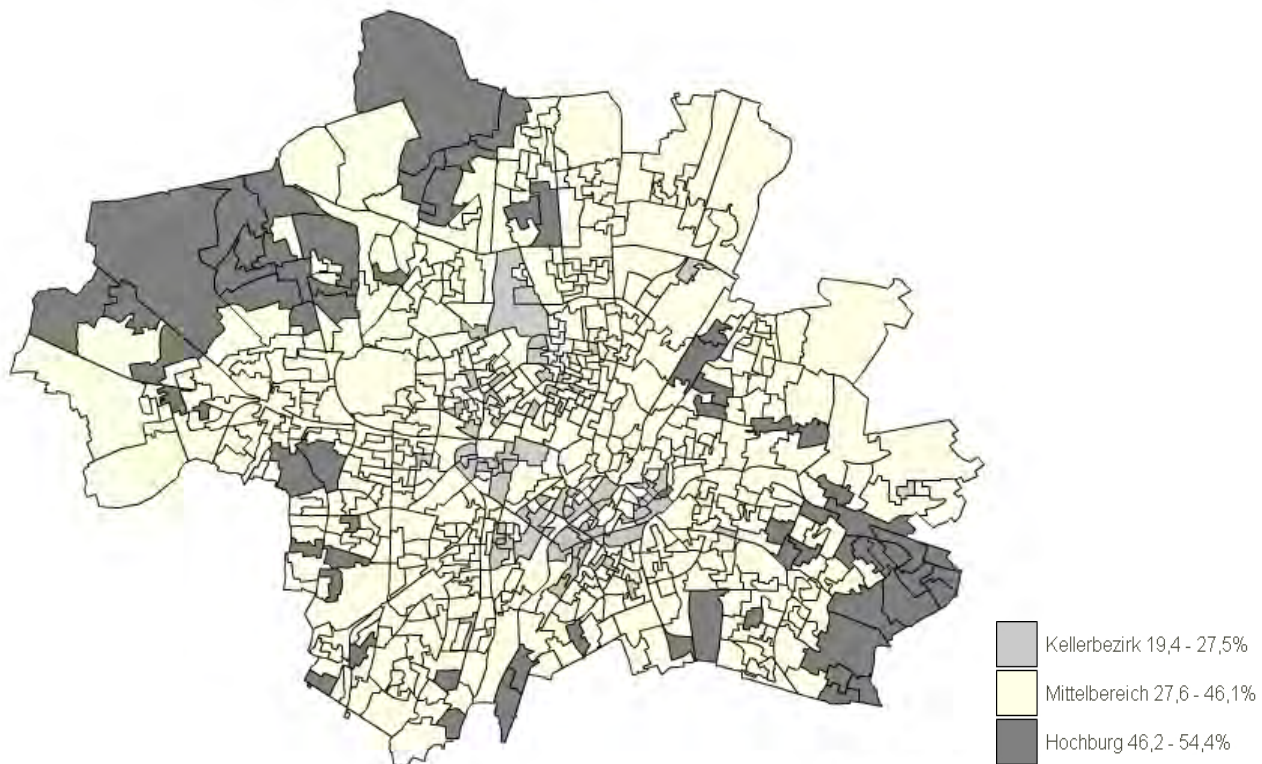 Kellerbezirk 19,4 - 27,5%
Mittelbereich 27,6 - 46,1%
Hochburg 46,2 - 54,4%